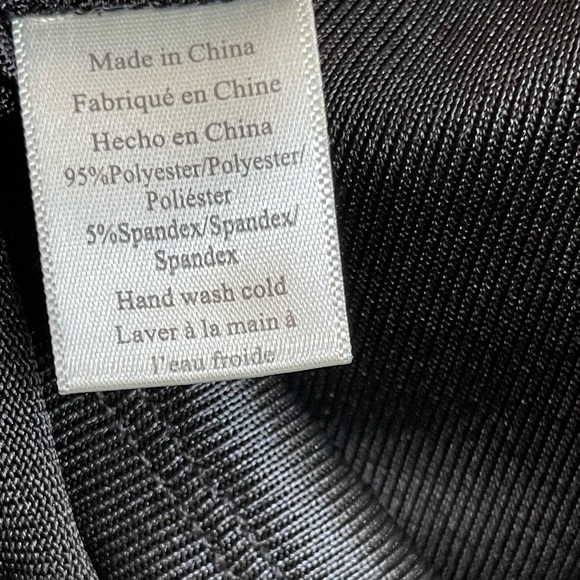 Made in China
Fabriqué en Chine
Hecho en China
95%Polyester/Polyester/
Poliéster
5%Spandex/Spandex/
Spandex
Hand wash cold
Laver à la main à
l'eau froide